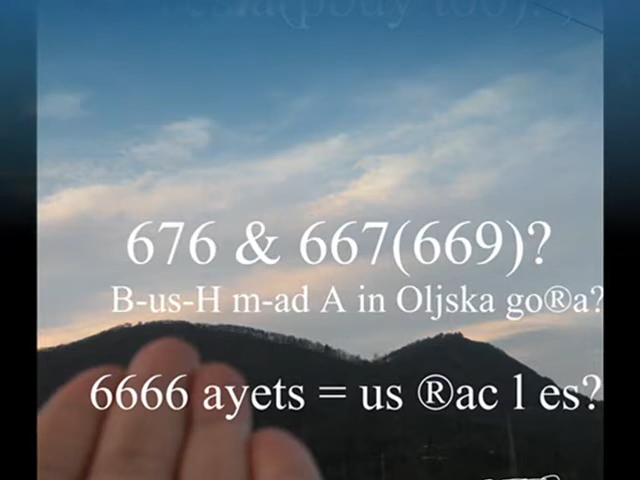 676 & 667(669)?
B-us-H m-ad A in Oljska go®a?
6666 ayets = us ®ac l es?